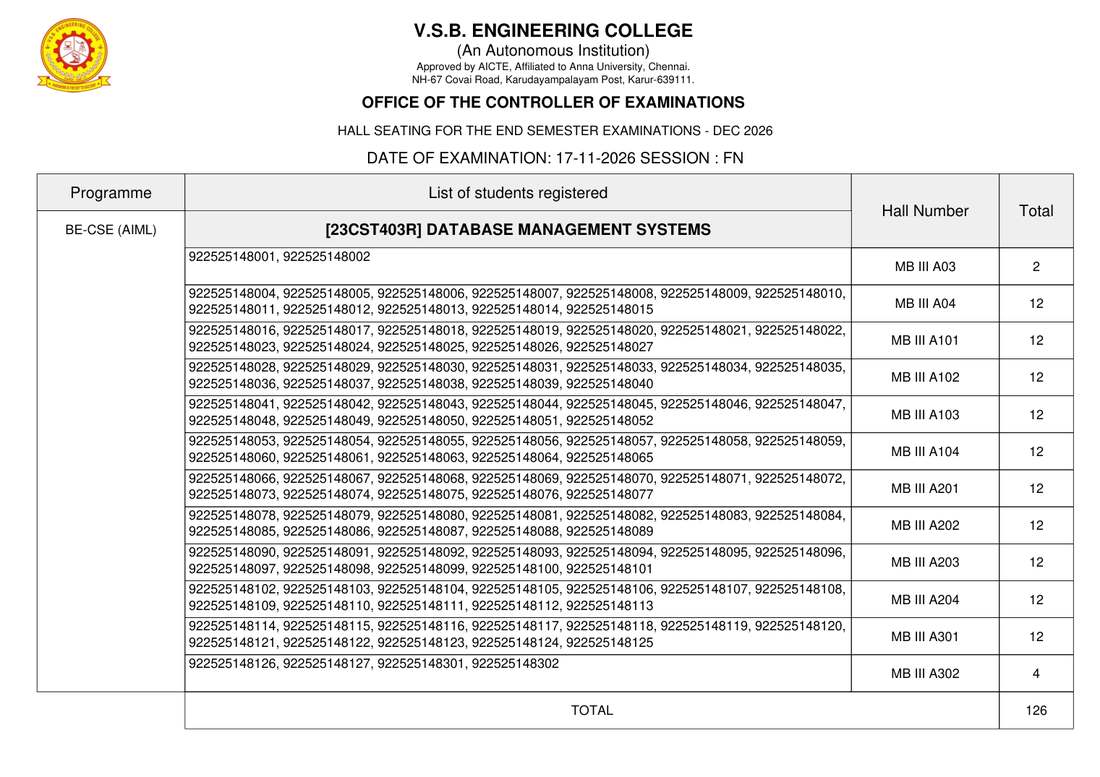 V.S.B. ENGINEERING COLLEGE
(An Autonomous Institution)
Approved by AICTE, Affiliated to Anna University, Chennai.
NH-67 Covai Road, Karudayampalayam Post, Karur-639111.
OFFICE OF THE CONTROLLER OF EXAMINATIONS
HALL SEATING FOR THE END SEMESTER EXAMINATIONS - DEC 2026
DATE OF EXAMINATION: 17-11-2026 SESSION : FN
Programme List of students registered Hall Number Total
BE-CSE (AIML) [23CST403R] DATABASE MANAGEMENT SYSTEMS
922525148001, 922525148002 MB III A03 2
922525148004, 922525148005, 922525148006, 922525148007, 922525148008, 922525148009, 922525148010,
922525148011, 922525148012, 922525148013, 922525148014, 922525148015 MB III A04 12
922525148016, 922525148017, 922525148018, 922525148019, 922525148020, 922525148021, 922525148022,
922525148023, 922525148024, 922525148025, 922525148026, 922525148027 MB III A101 12
922525148028, 922525148029, 922525148030, 922525148031, 922525148033, 922525148034, 922525148035,
922525148036, 922525148037, 922525148038, 922525148039, 922525148040 MB III A102 12
922525148041, 922525148042, 922525148043, 922525148044, 922525148045, 922525148046, 922525148047,
922525148048, 922525148049, 922525148050, 922525148051, 922525148052 MB III A103 12
922525148053, 922525148054, 922525148055, 922525148056, 922525148057, 922525148058, 922525148059,
922525148060, 922525148061, 922525148063, 922525148064, 922525148065 MB III A104 12
922525148066, 922525148067, 922525148068, 922525148069, 922525148070, 922525148071, 922525148072,
922525148073, 922525148074, 922525148075, 922525148076, 922525148077 MB III A201 12
922525148078, 922525148079, 922525148080, 922525148081, 922525148082, 922525148083, 922525148084,
922525148085, 922525148086, 922525148087, 922525148088, 922525148089 MB III A202 12
922525148090, 922525148091, 922525148092, 922525148093, 922525148094, 922525148095, 922525148096,
922525148097, 922525148098, 922525148099, 922525148100, 922525148101 MB III A203 12
922525148102, 922525148103, 922525148104, 922525148105, 922525148106, 922525148107, 922525148108,
922525148109, 922525148110, 922525148111, 922525148112, 922525148113 MB III A204 12
922525148114, 922525148115, 922525148116, 922525148117, 922525148118, 922525148119, 922525148120,
922525148121, 922525148122, 922525148123, 922525148124, 922525148125 MB III A301 12
922525148126, 922525148127, 922525148301, 922525148302 MB III A302 4
TOTAL 126